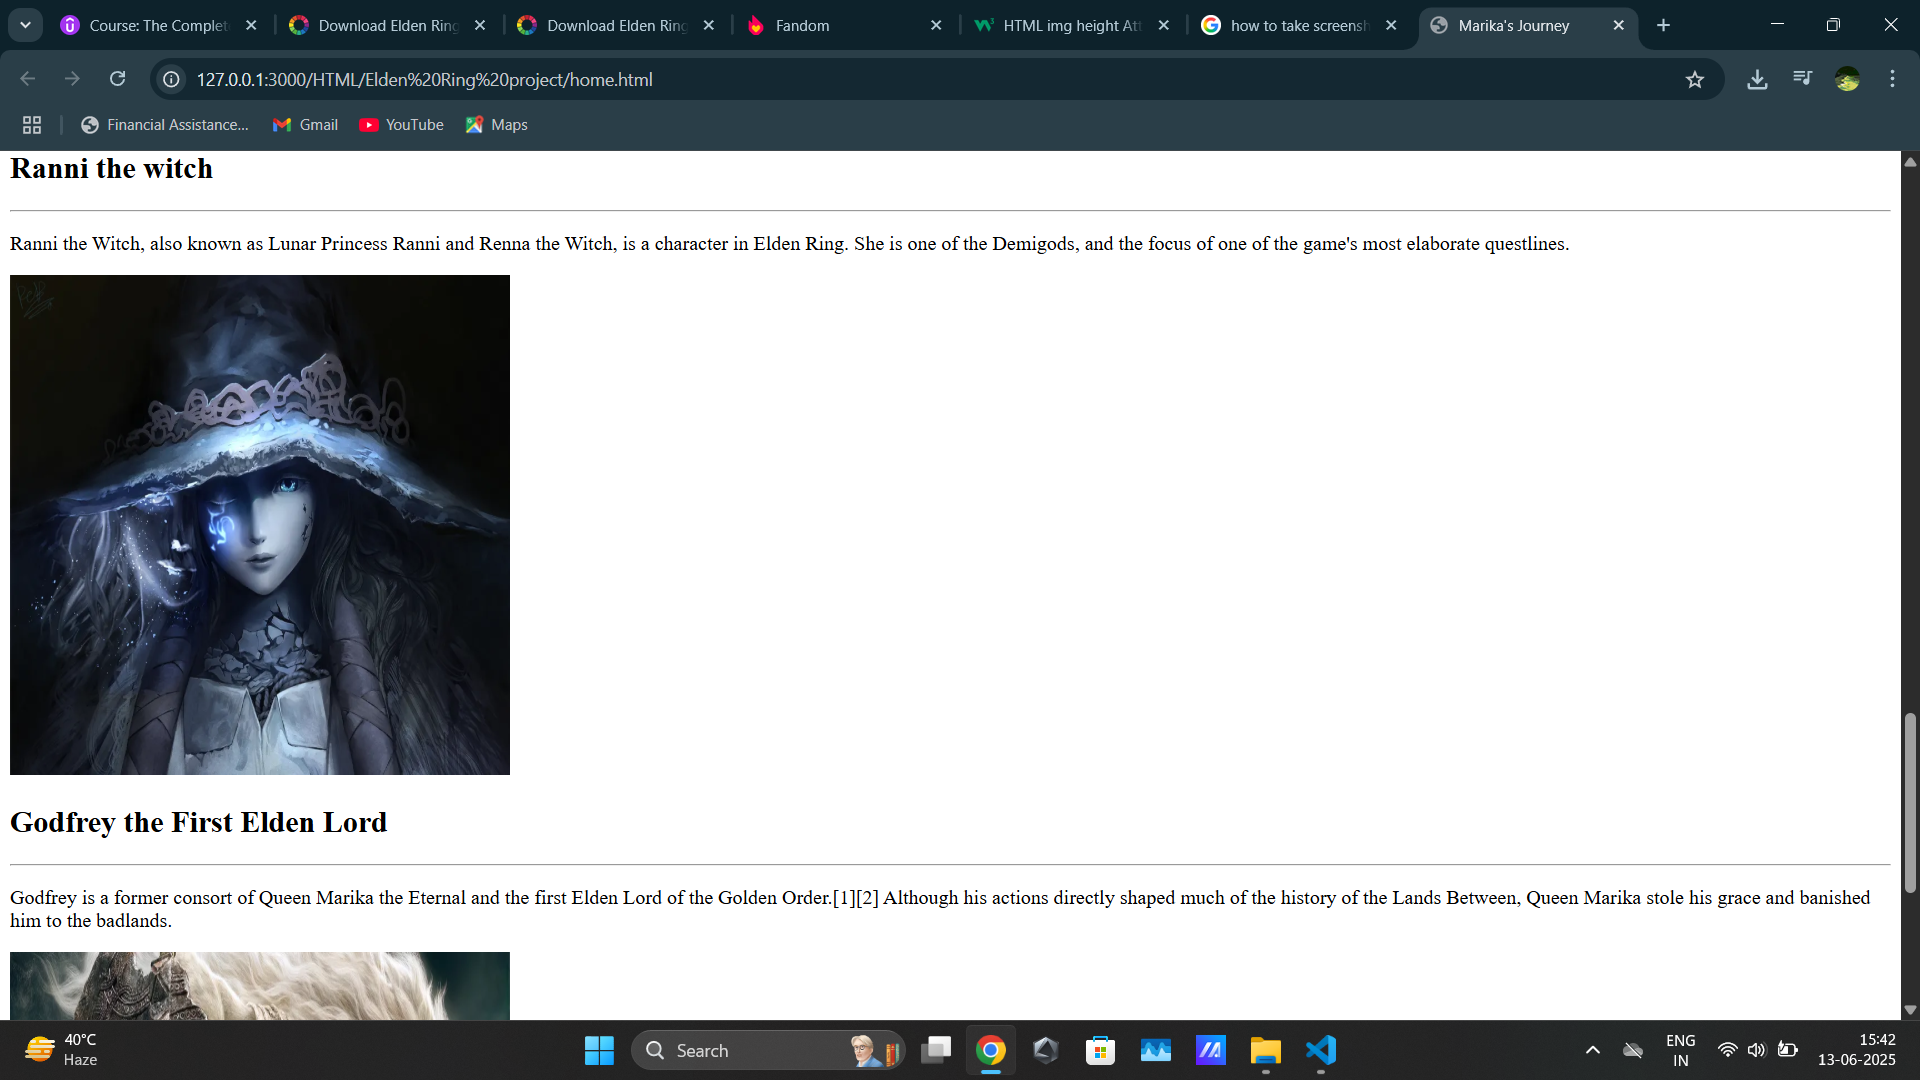 Course: The Complet
Download Elden Ring
Download Elden Ring
Fandom
HTML img height Att
how to take screensh
Marika's Journey
127.0.0.1:3000/HTML/Elden%20Ring%20project/home.html
Financial Assistance...
Gmail
YouTube
Maps
Ranni the witch
Ranni the Witch, also known as Lunar Princess Ranni and Renna the Witch, is a character in Elden Ring. She is one of the Demigods, and the focus of one of the game's most elaborate questlines.
Godfrey the First Elden Lord
Godfrey is a former consort of Queen Marika the Eternal and the first Elden Lord of the Golden Order.[1][2] Although his actions directly shaped much of the history of the Lands Between, Queen Marika stole his grace and banished
him to the badlands.
40°C
Haze
Search
ENG
IN
15:42
13-06-2025